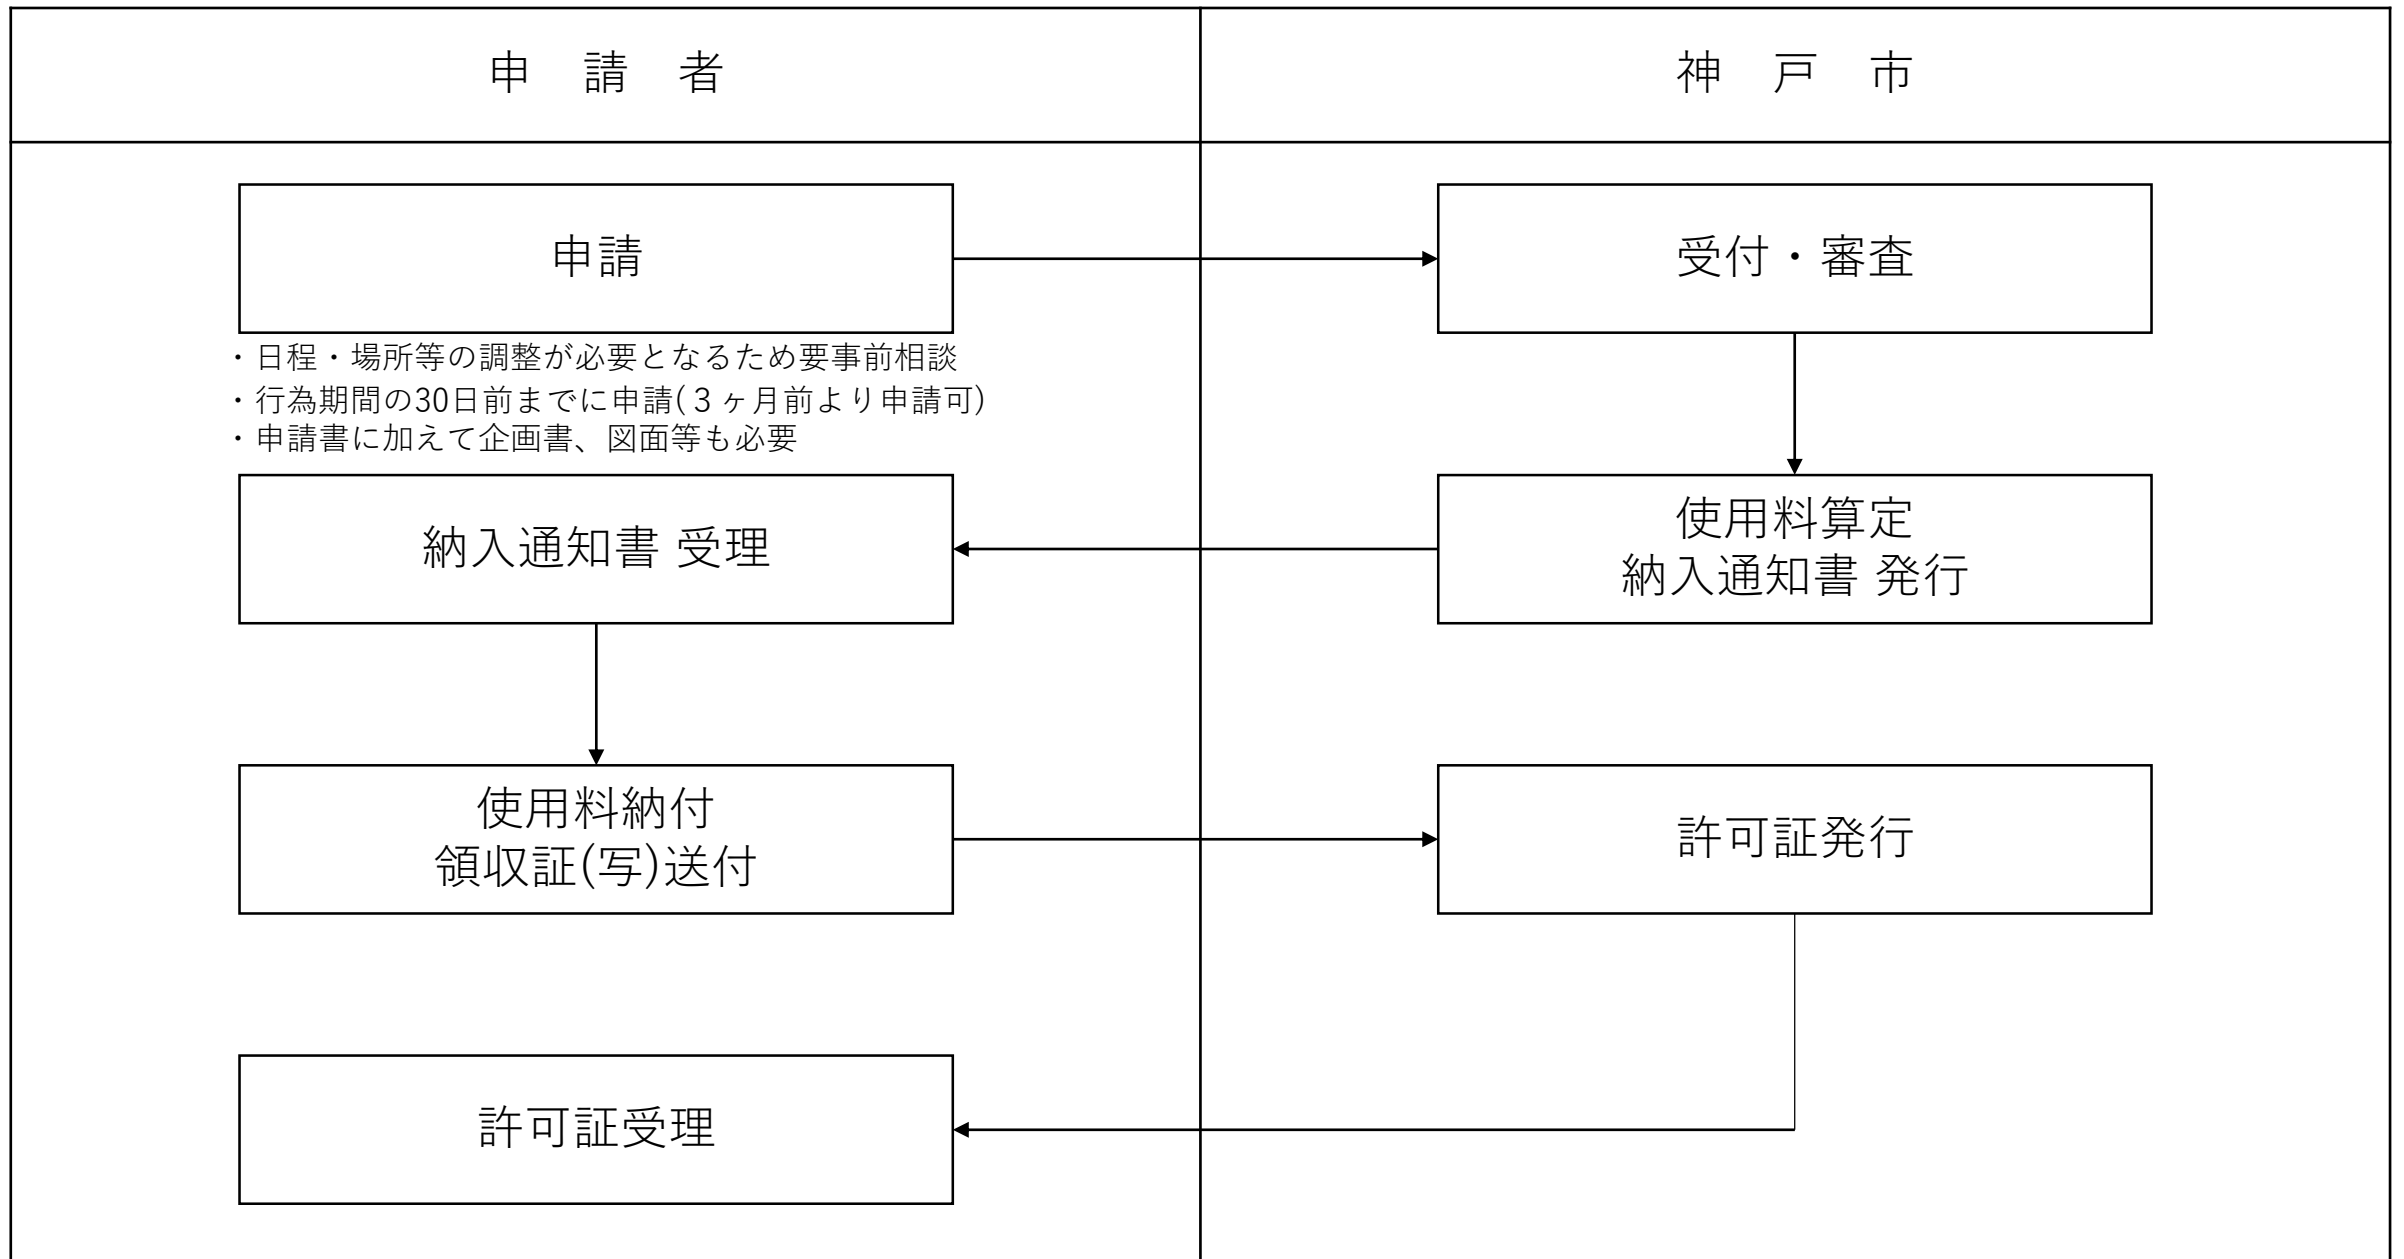 申　請　者
神　戸　市
申請
受付・審査
・日程・場所等の調整が必要となるため要事前相談
・行為期間の30日前までに申請(３ヶ月前より申請可)
・申請書に加えて企画書、図面等も必要
使用料算定
納入通知書 発行
納入通知書 受理
使用料納付
領収証(写)送付
許可証発行
許可証受理